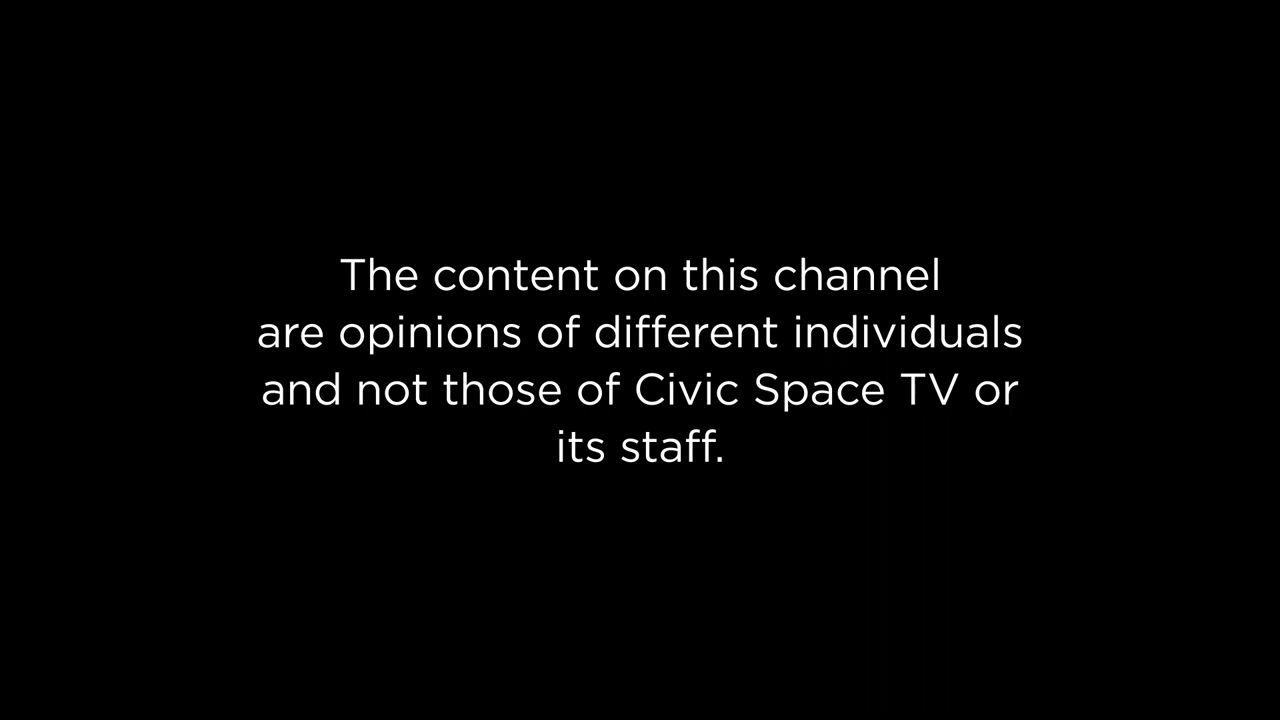 The content on this channel
are opinions of different individuals
and not those of Civic Space TV or
its staff.